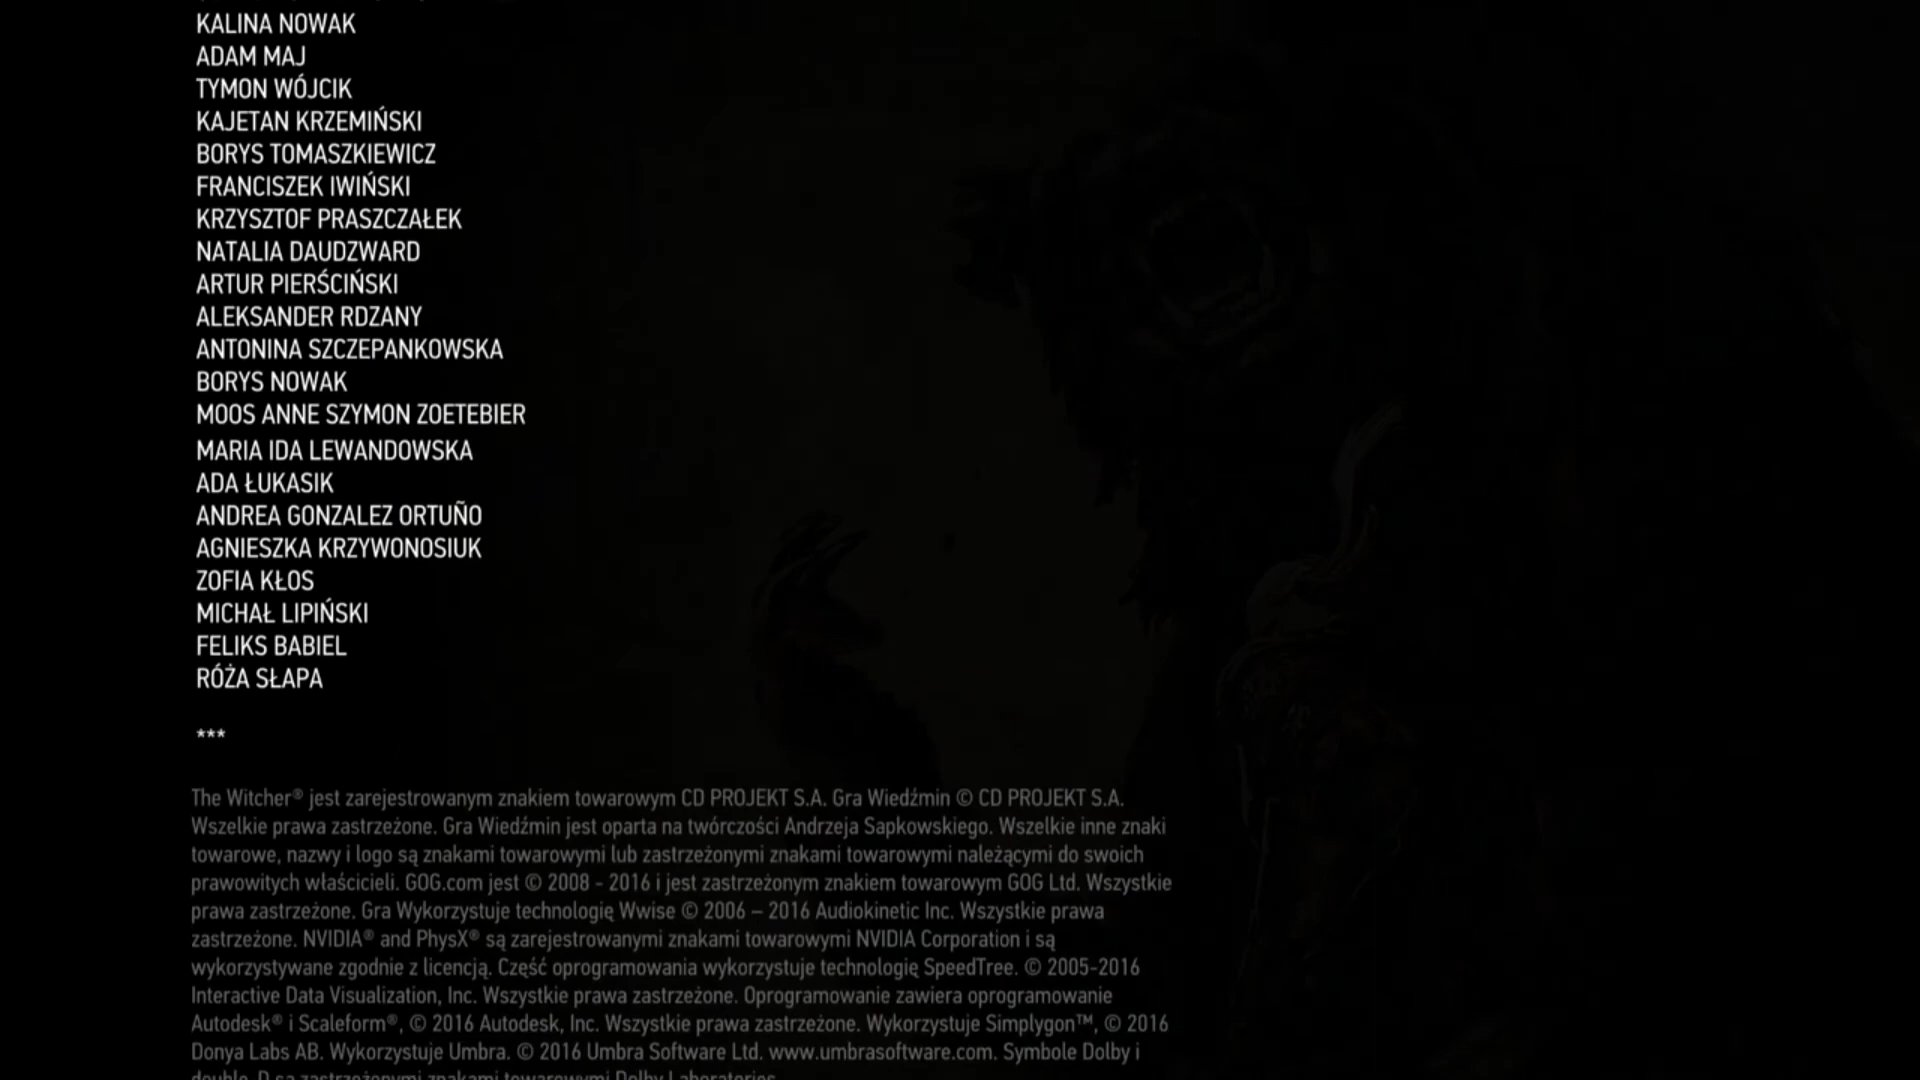 KALINA NOWAK
ADAM MAJ
TYMON WÓJCIK
KAJETAN KRZEMIŃSKI
BORYS TOMASZKIEWICZ
FRANCISZEK IWIŃSKI
KRZYSZTOF PRASZCZAŁEK
NATALIA DAUDZWARD
ARTUR PIERŚCIŃSKI
ALEKSANDER RDZANY
ANTONINA SZCZEPANKOWSKA
BORYS NOWAK
MOOS ANNE SZYMON ZOETEBIER
MARIA IDA LEWANDOWSKA
ADA ŁUKASIK
ANDREA GONZALEZ ORTUÑO
AGNIESZKA KRZYWONOSIUK
ZOFIA KŁOS
MICHAŁ LIPIŃSKI
FELIKS BABIEL
RÓŻA SŁAPA
***
The Witcher® jest zarejestrowanym znakiem towarowym CD PROJEKT S.A. Gra Wiedźmin © CD PROJEKT S.A.
Wszelkie prawa zastrzeżone. Gra Wiedźmin jest oparta na twórczości Andrzeja Sapkowskiego. Wszelkie inne znaki
towarowe, nazwy i logo są znakami towarowymi lub zastrzeżonymi znakami towarowymi należącymi do swoich
prawowitych właścicieli. GOG.com jest © 2008 - 2016 i jest zastrzeżonym znakiem towarowym GOG Ltd. Wszystkie
prawa zastrzeżone. Gra Wykorzystuje technologię Wwise © 2006 – 2016 Audiokinetic Inc. Wszystkie prawa
zastrzeżone. NVIDIA® and PhysX® są zarejestrowanymi znakami towarowymi NVIDIA Corporation i są
wykorzystywane zgodnie z licencją. Część oprogramowania wykorzystuje technologię SpeedTree. © 2005-2016
Interactive Data Visualization, Inc. Wszystkie prawa zastrzeżone. Oprogramowanie zawiera oprogramowanie
Autodesk® i Scaleform®, © 2016 Autodesk, Inc. Wszystkie prawa zastrzeżone. Wykorzystuje Simplygon™, © 2016
Donya Labs AB. Wykorzystuje Umbra. © 2016 Umbra Software Ltd. www.umbrasoftware.com. Symbole Dolby i
double-D są zastrzeżonymi znakami towarowymi Dolby Laboratories.